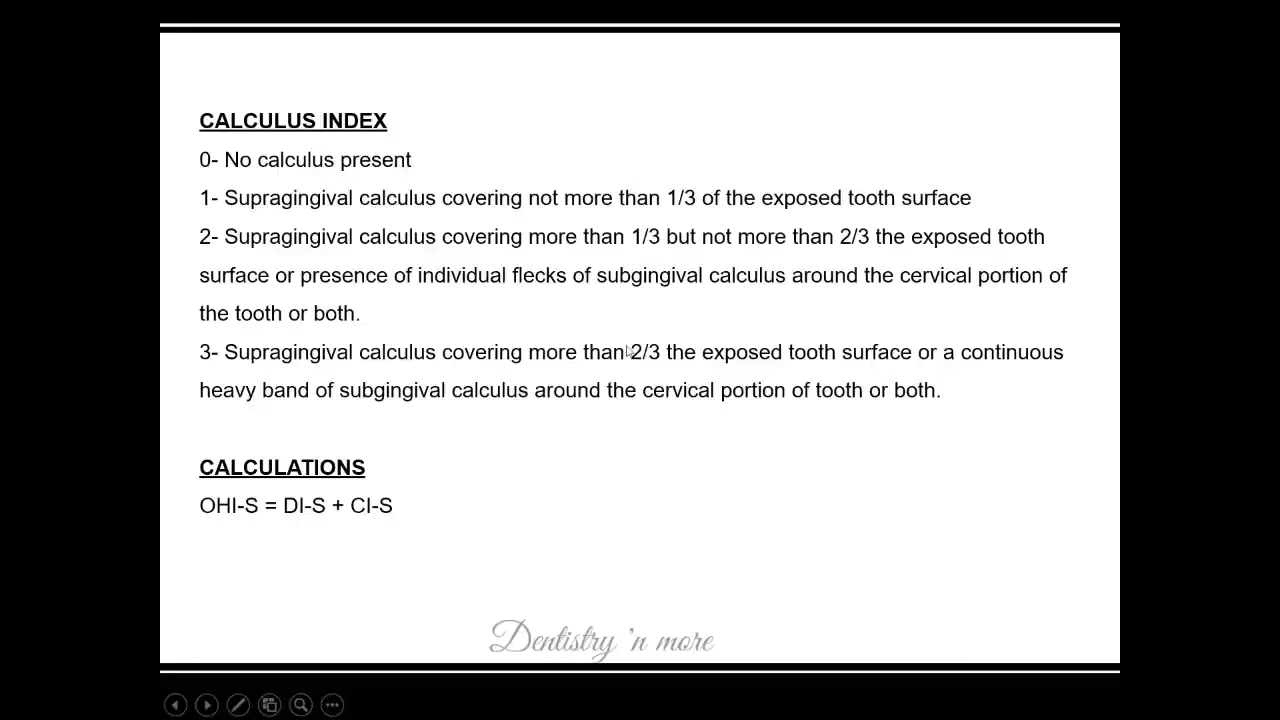 CALCULUS INDEX
0- No calculus present
1- Supragingival calculus covering not more than 1/3 of the exposed tooth surface
2- Supragingival calculus covering more than 1/3 but not more than 2/3 the exposed tooth
surface or presence of individual flecks of subgingival calculus around the cervical portion of
the tooth or both.
3- Supragingival calculus covering more than 2/3 the exposed tooth surface or a continuous
heavy band of subgingival calculus around the cervical portion of tooth or both.
CALCULATIONS
OHI-S = DI-S + CI-S
Dentistry 'n more